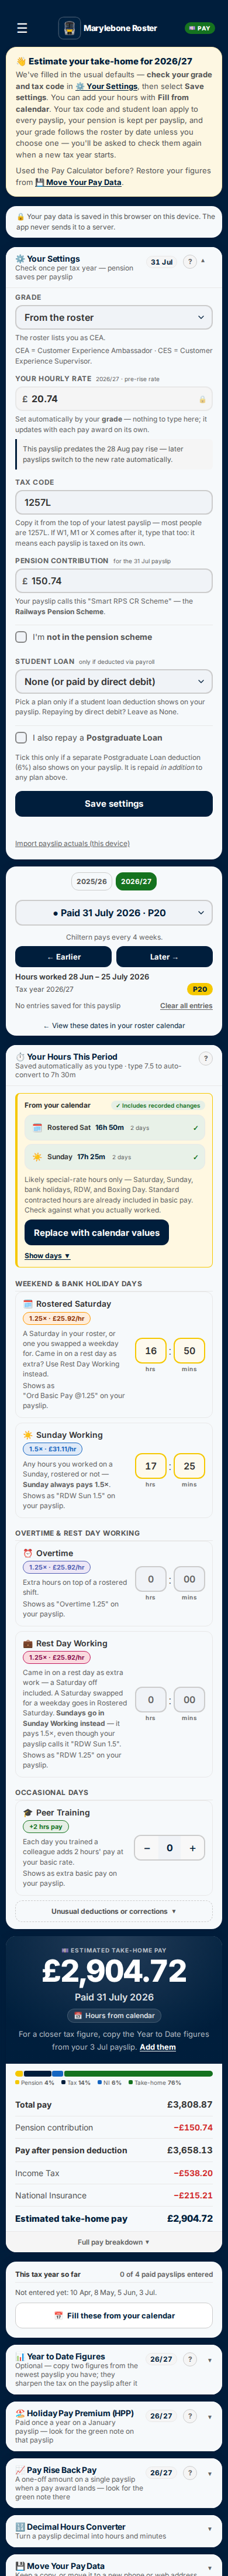 Marylebone Roster
PAY
👋 Estimate your take-home for 2026/27
We've filled in the usual defaults — check your grade
and tax code in ⚙️ Your Settings, then select Save
settings. You can add your hours with Fill from
calendar. Your tax code and student loan apply to
every payslip, your pension is kept per payslip, and
your grade follows the roster by date unless you
choose one — you'll be asked to check them again
when a new tax year starts.
Used the Pay Calculator before? Restore your figures
from 💾 Move Your Pay Data.
🔒 Your pay data is saved in this browser on this device. The
app never sends it to a server.
⚙️ Your Settings
Check once per tax year — pension
saves per payslip
31 Jul
?
GRADE
From the roster
The roster lists you as CEA.
CEA = Customer Experience Ambassador · CES = Customer
Experience Supervisor.
YOUR HOURLY RATE 2026/27 · pre-rise rate
£ 20.74
Set automatically by your grade — nothing to type here; it
updates with each pay award on its own.
This payslip predates the 28 Aug pay rise — later
payslips switch to the new rate automatically.
TAX CODE
1257L
Copy it from the top of your latest payslip — most people
are 1257L. If W1, M1 or X comes after it, type that too: it
means each payslip is taxed on its own.
PENSION CONTRIBUTION for the 31 Jul payslip
£ 150.74
Your payslip calls this "Smart RPS CR Scheme" — the
Railways Pension Scheme.
I'm not in the pension scheme
STUDENT LOAN only if deducted via payroll
None (or paid by direct debit)
Pick a plan only if a student loan deduction shows on your
payslip. Repaying by direct debit? Leave as None.
I also repay a Postgraduate Loan
Tick this only if a separate Postgraduate Loan deduction
(6%) also shows on your payslip. It is repaid in addition to
any plan above.
Save settings
Import payslip actuals (this device)
2025/26
2026/27
● Paid 31 July 2026 · P20
Chiltern pays every 4 weeks.
← Earlier
Later →
Hours worked 28 Jun – 25 July 2026
Tax year 2026/27
P20
No entries saved for this payslip
Clear all entries
← View these dates in your roster calendar
⏱️ Your Hours This Period
Saved automatically as you type · type 7.5 to auto-
convert to 7h 30m
?
From your calendar
✓ Includes recorded changes
Rostered Sat 16h 50m 2 days ✓
Sunday 17h 25m 2 days ✓
Likely special-rate hours only — Saturday, Sunday,
bank holidays, RDW, and Boxing Day. Standard
contracted hours are already included in basic pay.
Check against what you actually worked.
Replace with calendar values
Show days ▼
WEEKEND & BANK HOLIDAY DAYS
Rostered Saturday
1.25× · £25.92/hr
A Saturday in your roster, or
one you swapped a weekday
for. Came in on a rest day as
extra? Use Rest Day Working
instead.
Shows as
"Ord Basic Pay @1.25" on your
payslip.
16 : 50
hrs mins
Sunday Working
1.5× · £31.11/hr
Any hours you worked on a
Sunday, rostered or not —
Sunday always pays 1.5×.
Shows as "RDW Sun 1.5" on
your payslip.
17 : 25
hrs mins
OVERTIME & REST DAY WORKING
Overtime
1.25× · £25.92/hr
Extra hours on top of a rostered
shift.
Shows as "Overtime 1.25" on
your payslip.
0 : 00
hrs mins
Rest Day Working
1.25× · £25.92/hr
Came in on a rest day as extra
work — a Saturday off
included. A Saturday swapped
for a weekday goes in Rostered
Saturday. Sundays go in
Sunday Working instead — it
pays 1.5×, even though your
payslip calls it "RDW Sun 1.5".
Shows as "RDW 1.25" on your
payslip.
0 : 00
hrs mins
OCCASIONAL DAYS
Peer Training
+2 hrs pay
Each day you trained a
colleague adds 2 hours' pay at
your basic rate.
Shows as extra basic pay on
your payslip.
− 0 +
Unusual deductions or corrections ▼
ESTIMATED TAKE-HOME PAY
£2,904.72
Paid 31 July 2026
Hours from calendar
For a closer tax figure, copy the Year to Date figures
from your 3 Jul payslip. Add them
Pension 4% Tax 14% NI 6% Take-home 76%
Total pay £3,808.87
Pension contribution −£150.74
Pay after pension deduction £3,658.13
Income Tax −£538.20
National Insurance −£215.21
Estimated take-home pay £2,904.72
Full pay breakdown ▼
This tax year so far
0 of 4 paid payslips entered
Not entered yet: 10 Apr, 8 May, 5 Jun, 3 Jul.
Fill these from your calendar
Year to Date Figures
Optional — copy two figures from the
newest payslip you have; they
sharpen the tax on the payslip after it
26/27
?
Holiday Pay Premium (HPP)
Paid once a year on a January
payslip — look for the green note on
that payslip
26/27
?
Pay Rise Back Pay
A one-off amount on a single payslip
when a pay award lands — look for the
green note there
26/27
?
Decimal Hours Converter
Turn a payslip decimal into hours and minutes
Move Your Pay Data